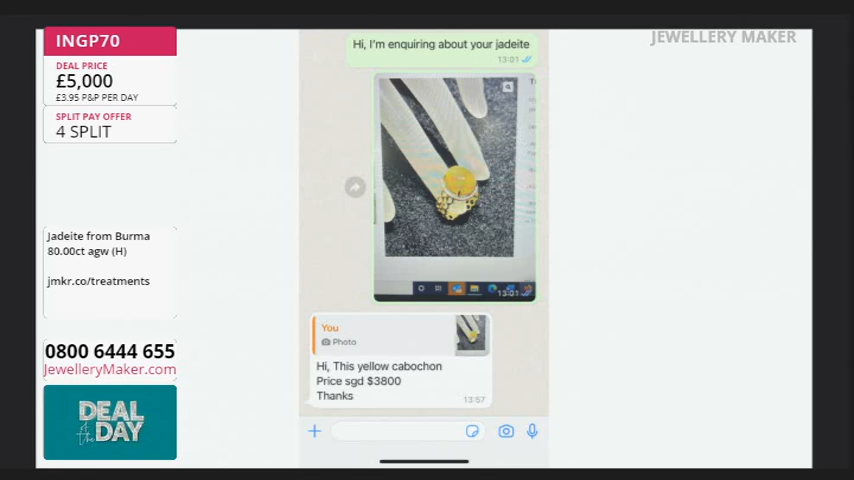 INGP70
DEAL PRICE
£5,000
£3.95 P&P PER DAY
SPLIT PAY OFFER
4 SPLIT
Jadeite from Burma
80.00ct agw (H)
jmkr.co/treatments
0800 6444 655
JewelleryMaker.com
DEAL
of the
DAY
JEWELLERY MAKER
Hi, I'm enquiring about your jadeite
13:01
13:01
You
Photo
Hi, This yellow cabochon
Price sgd $3800
Thanks
13:57